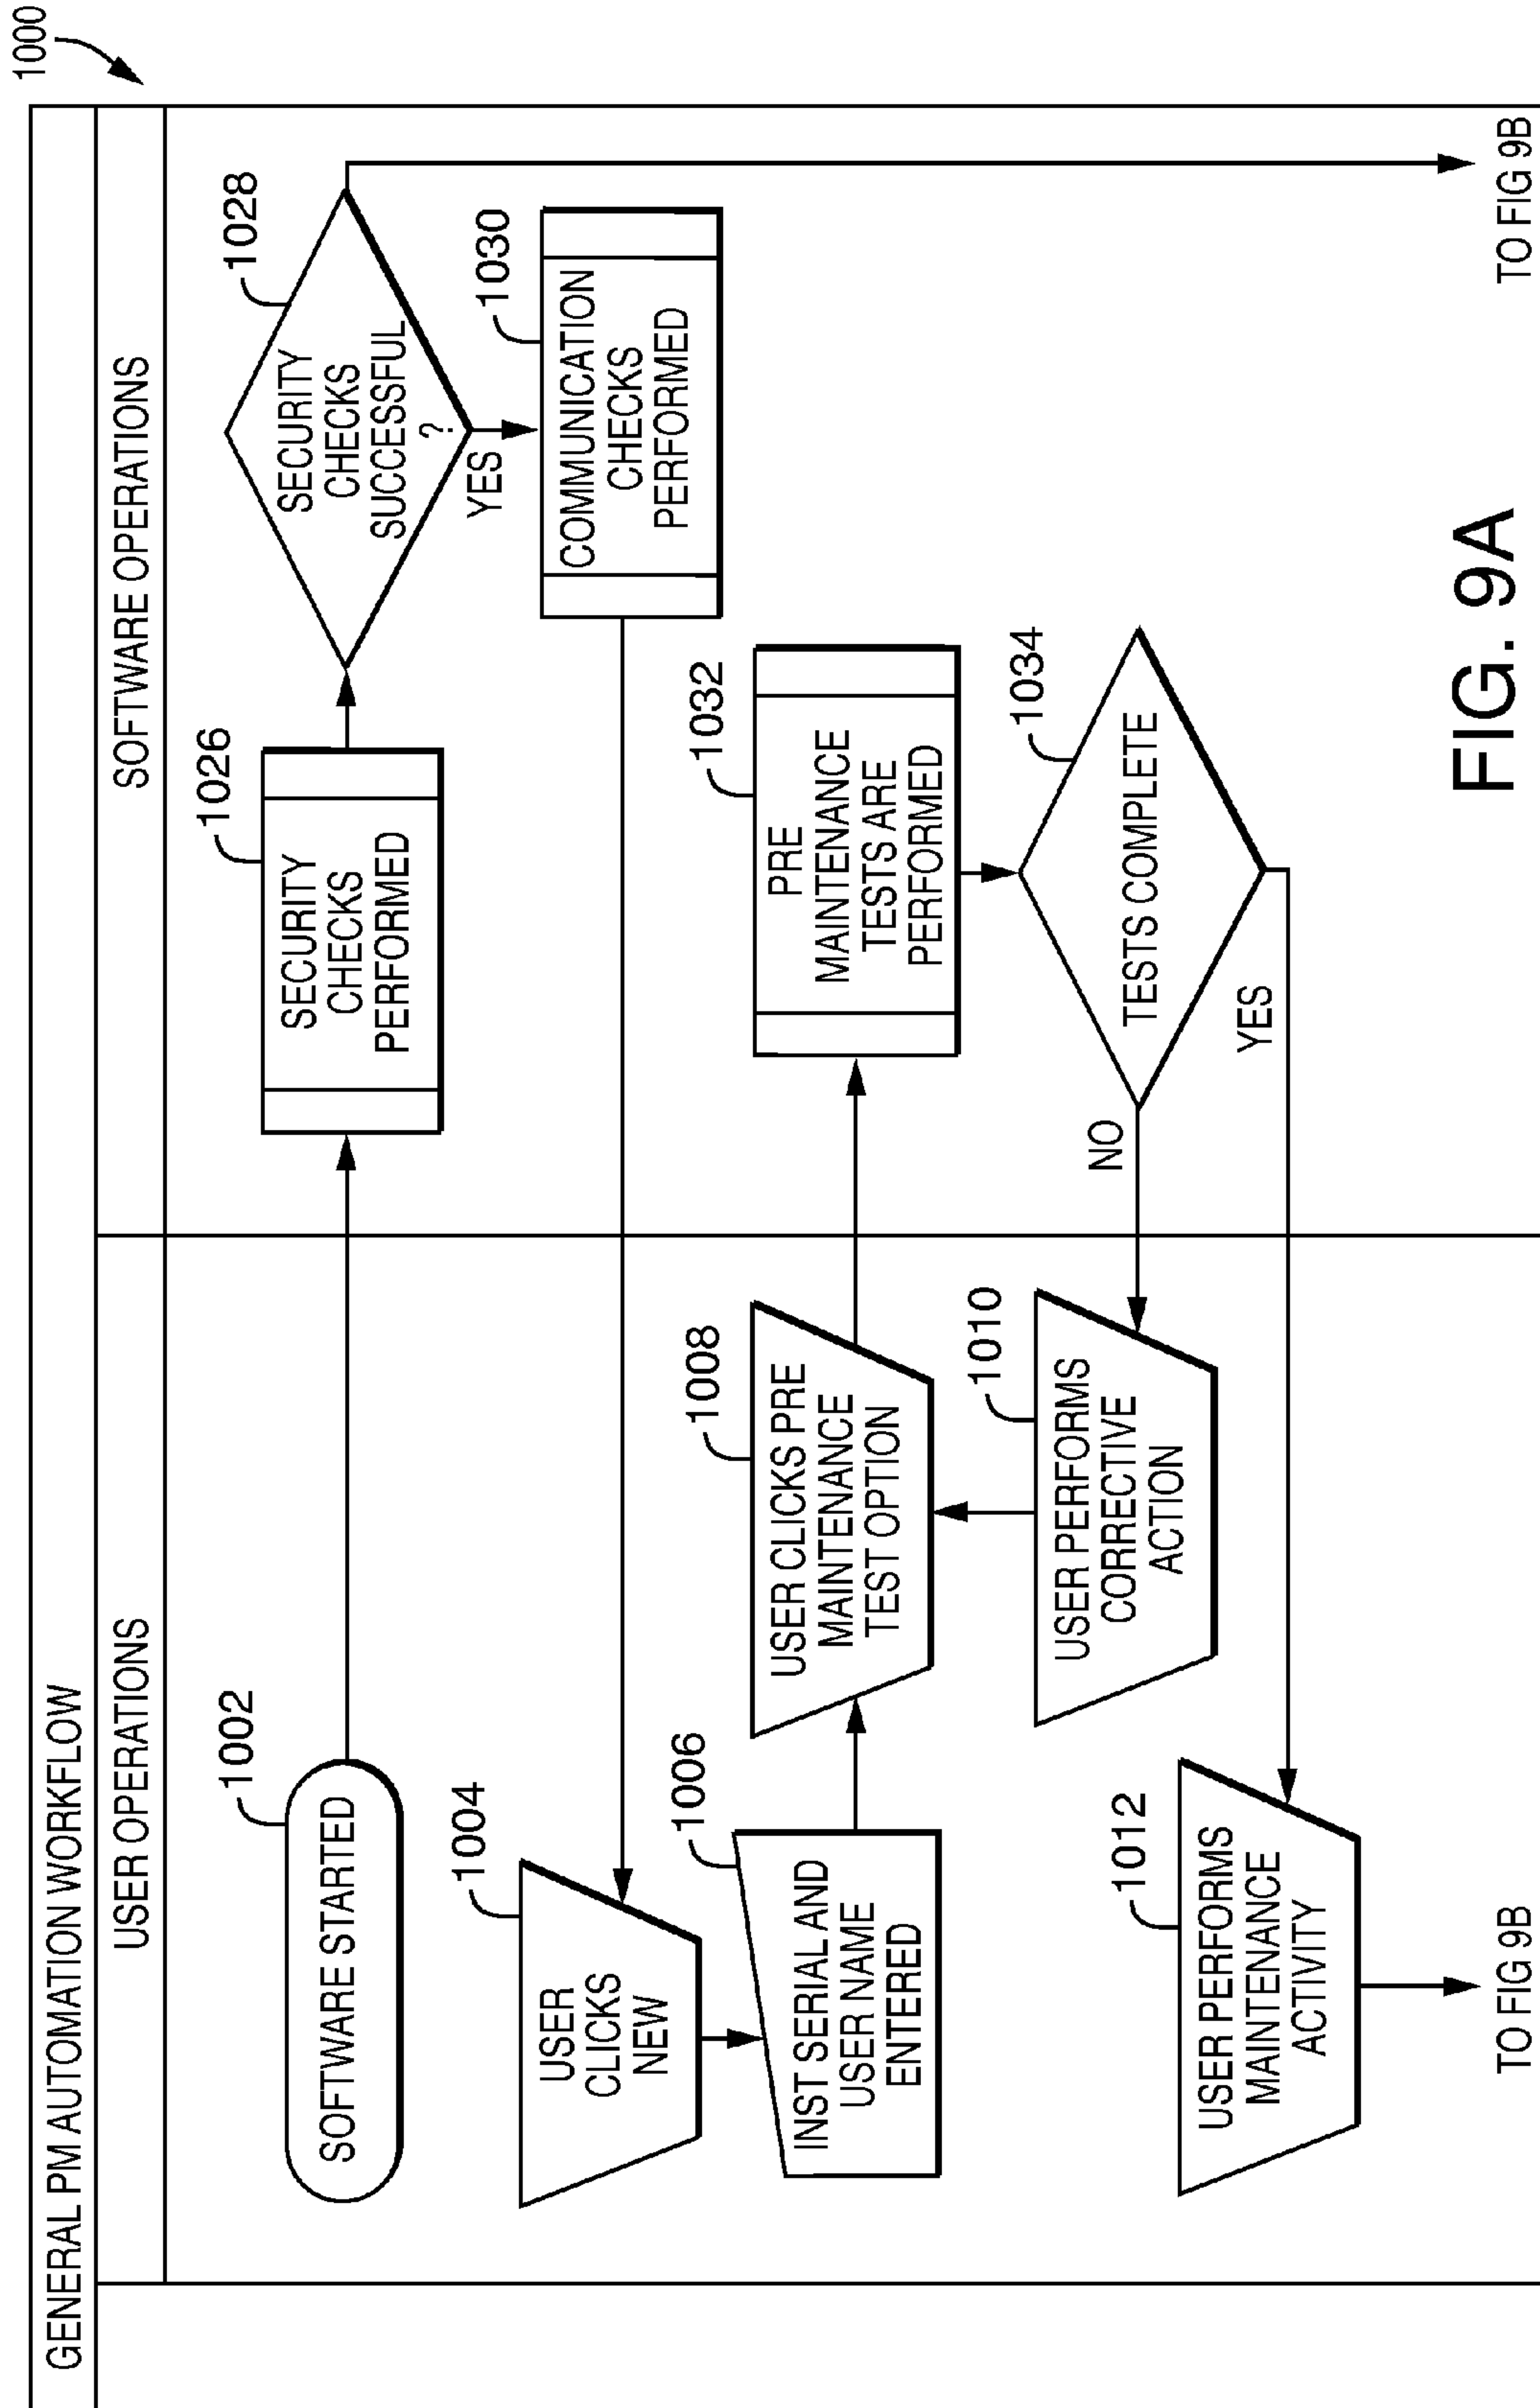 1000
GENERAL PM AUTOMATION WORKFLOW
USER OPERATIONS
SOFTWARE OPERATIONS
1002
SOFTWARE STARTED
1026
SECURITY
CHECKS
PERFORMED
1028
SECURITY
CHECKS
SUCCESSFUL
?
YES
1030
COMMUNICATION
CHECKS
PERFORMED
1004
USER
CLICKS
NEW
1006
INST SERIAL AND
USER NAME
ENTERED
1008
USER CLICKS PRE
MAINTENANCE
TEST OPTION
1032
PRE
MAINTENANCE
TESTS ARE
PERFORMED
1034
TESTS COMPLETE
NO
YES
1010
USER PERFORMS
CORRECTIVE
ACTION
1012
USER PERFORMS
MAINTENANCE
ACTIVITY
TO FIG 9B
TO FIG 9B
FIG. 9A